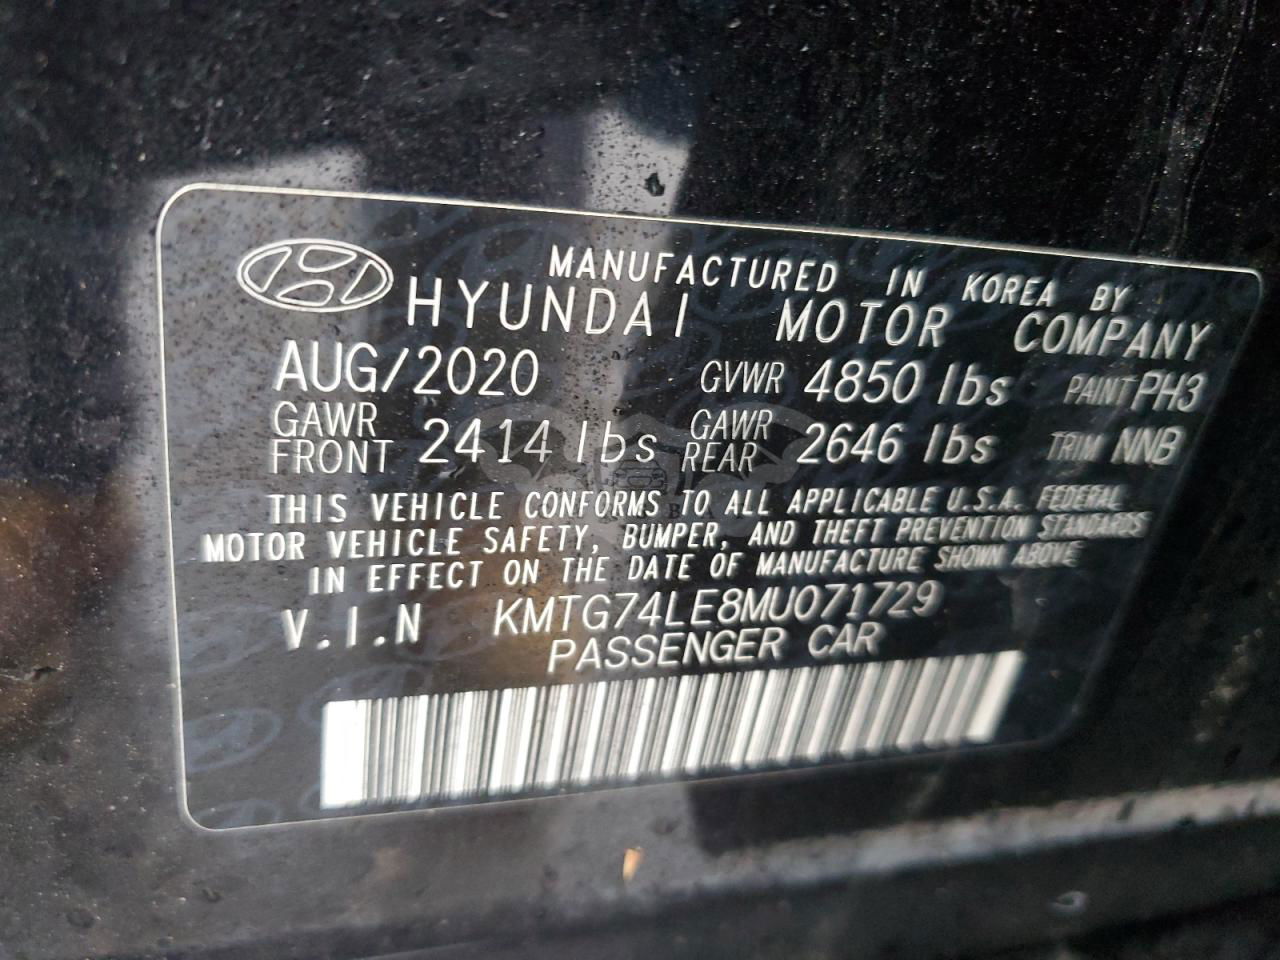 MANUFACTURED IN KOREA BY
HYUNDAI MOTOR COMPANY
AUG/2020 GVWR 4850 lbs PAINT PH3
GAWR FRONT 2414 lbs GAWR REAR 2646 lbs TRIM NNB
THIS VEHICLE CONFORMS TO ALL APPLICABLE U.S.A. FEDERAL
MOTOR VEHICLE SAFETY, BUMPER, AND THEFT PREVENTION STANDARDS
IN EFFECT ON THE DATE OF MANUFACTURE SHOWN ABOVE
V.I.N KMTG74LE8MU071729
PASSENGER CAR